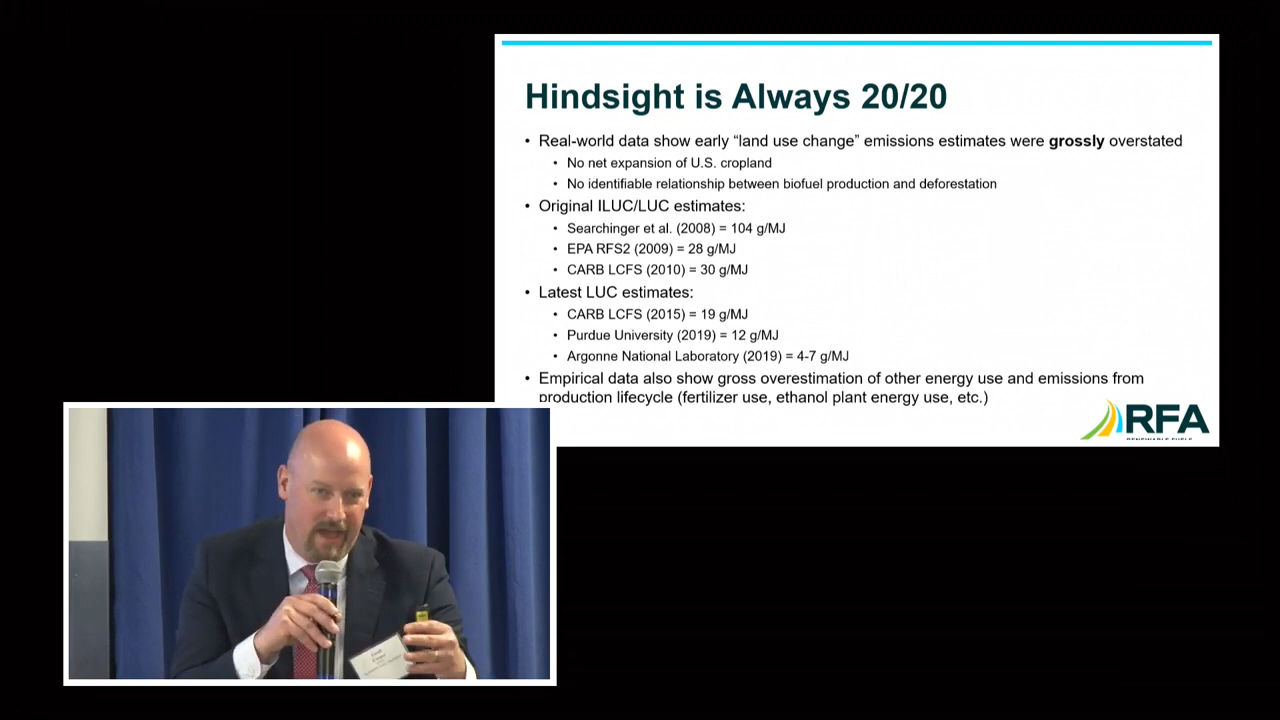 Hindsight is Always 20/20
• Real-world data show early “land use change” emissions estimates were grossly overstated
• No net expansion of U.S. cropland
• No identifiable relationship between biofuel production and deforestation
• Original ILUC/LUC estimates:
• Searchinger et al. (2008) = 104 g/MJ
• EPA RFS2 (2009) = 28 g/MJ
• CARB LCFS (2010) = 30 g/MJ
• Latest LUC estimates:
• CARB LCFS (2015) = 19 g/MJ
• Purdue University (2019) = 12 g/MJ
• Argonne National Laboratory (2019) = 4-7 g/MJ
• Empirical data also show gross overestimation of other energy use and emissions from
production lifecycle (fertilizer use, ethanol plant energy use, etc.)
RFA
RENEWABLE FUELS